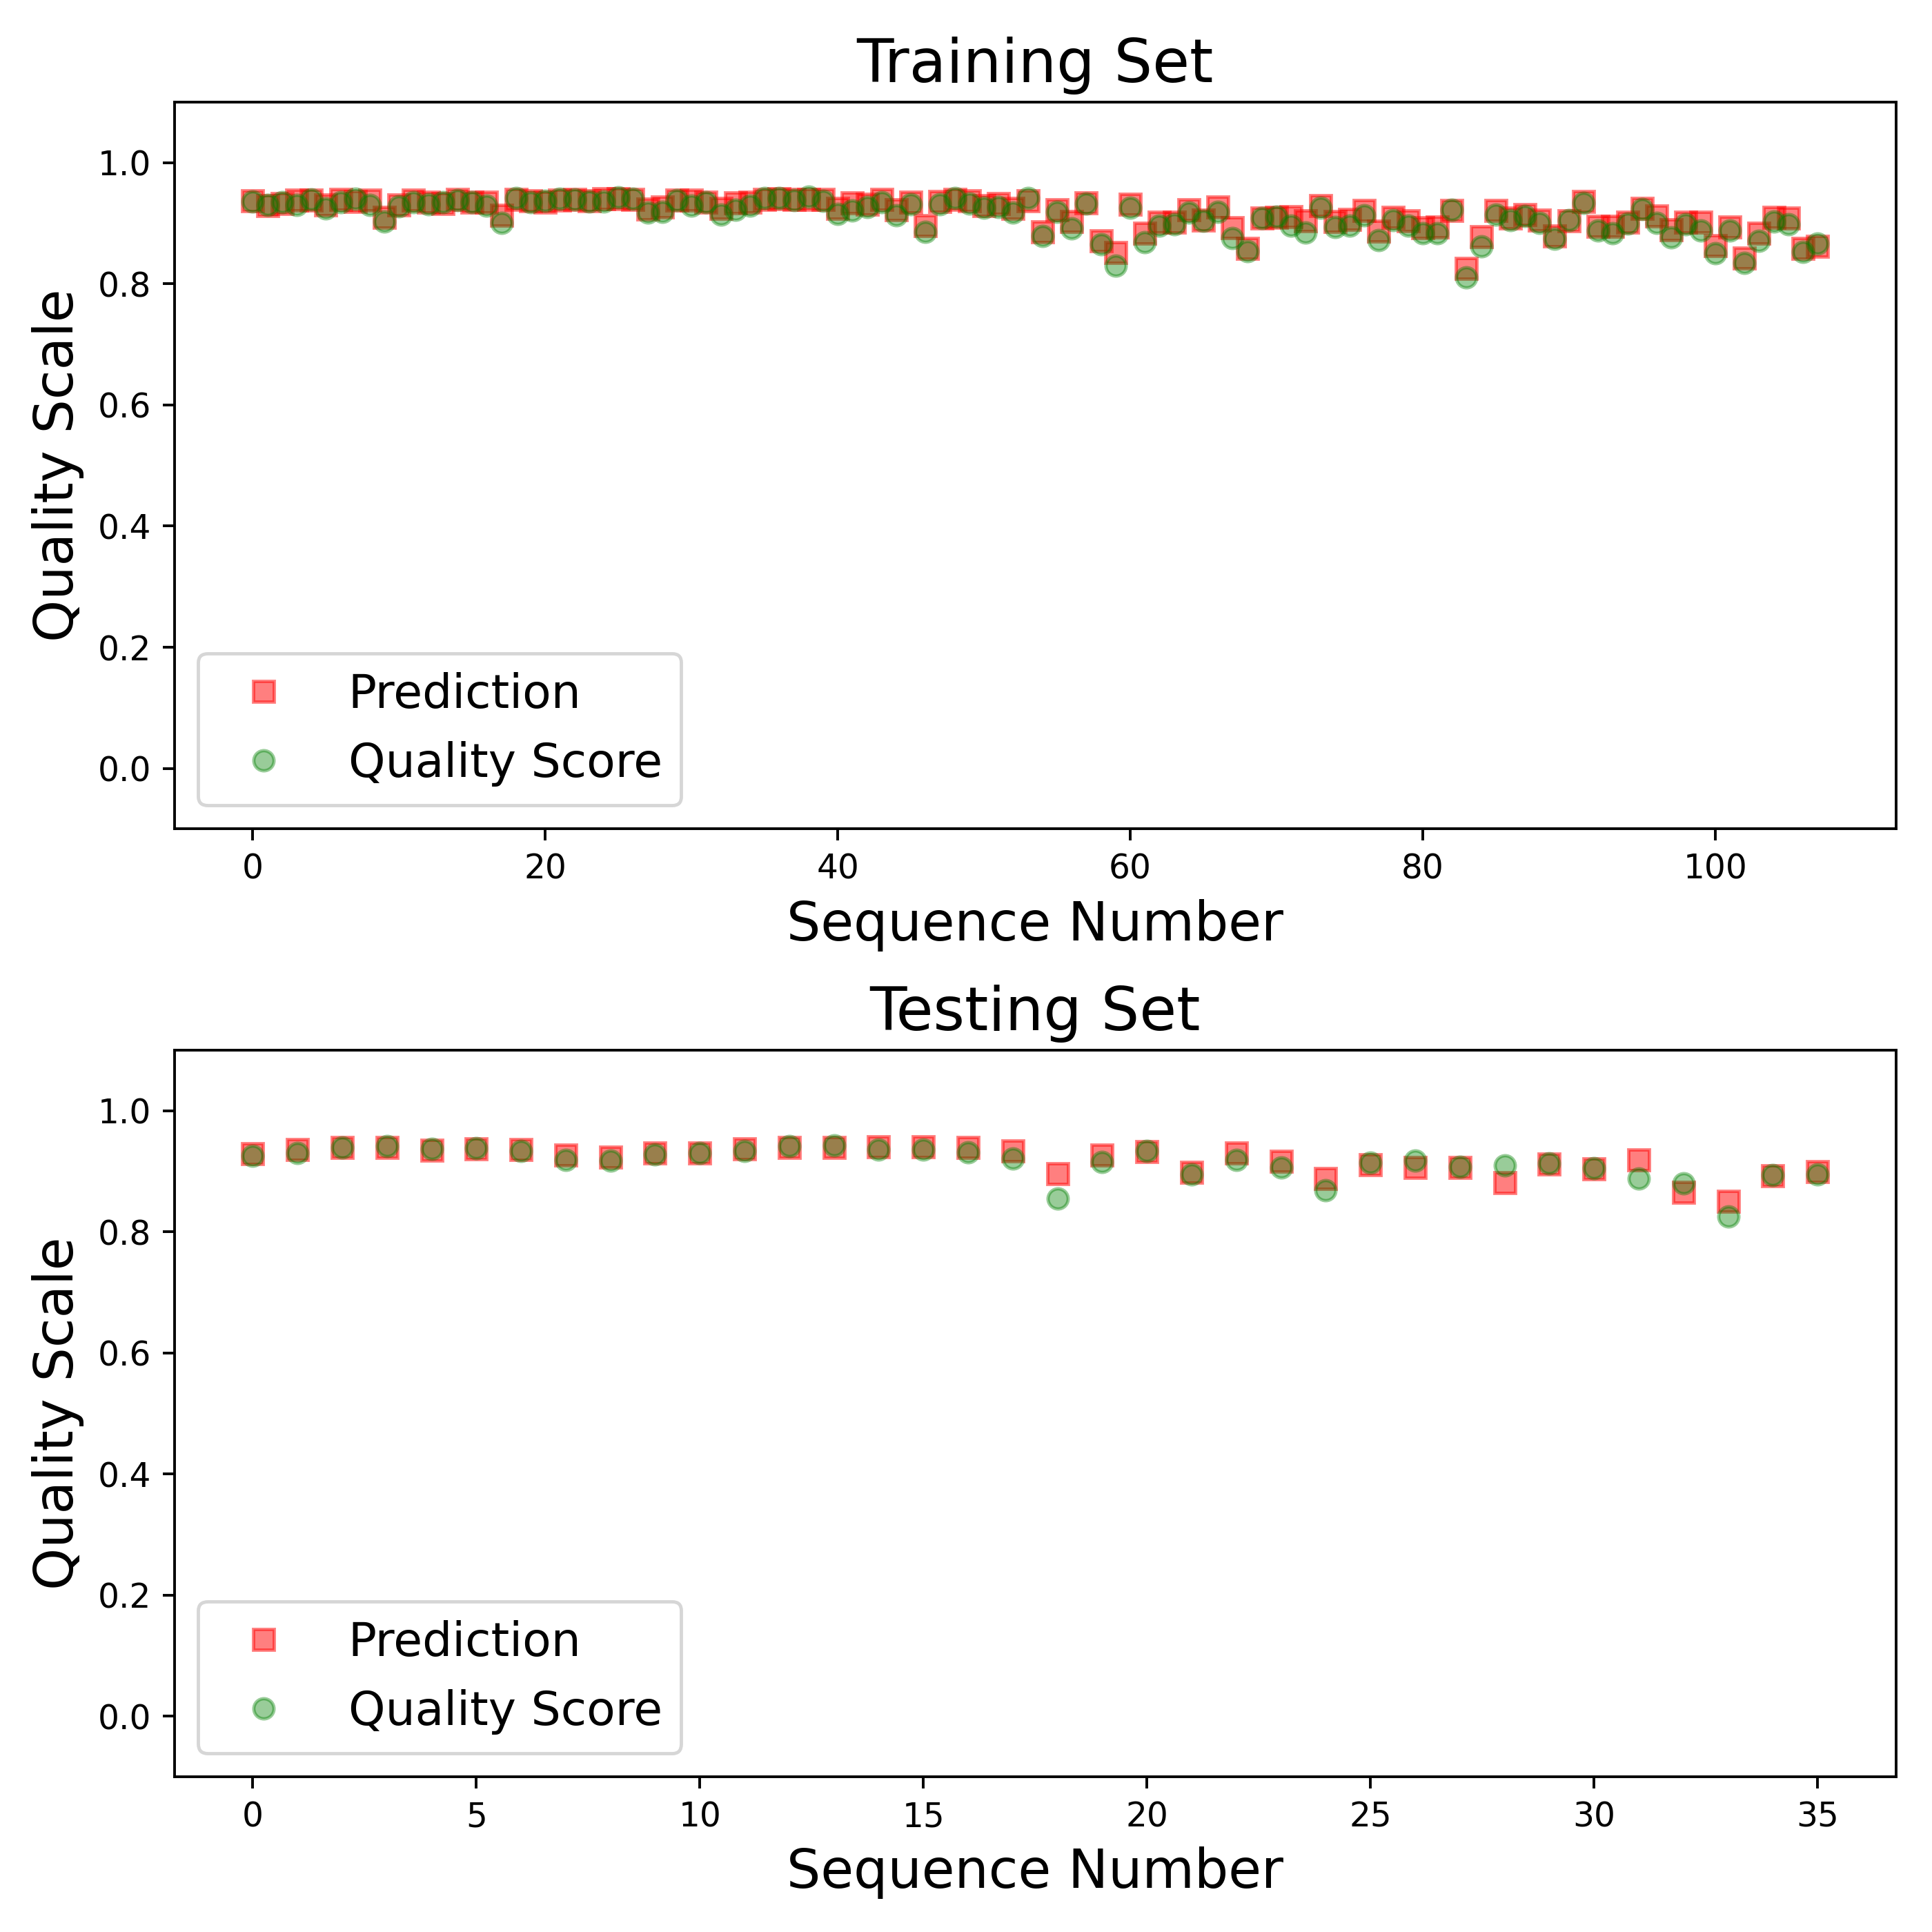 Training Set
Quality Scale
1.0
0.8
0.6
0.4
0.2
0.0
Prediction
Quality Score
0 20 40 60 80 100
Sequence Number
Testing Set
Quality Scale
1.0
0.8
0.6
0.4
0.2
0.0
Prediction
Quality Score
0 5 10 15 20 25 30 35
Sequence Number